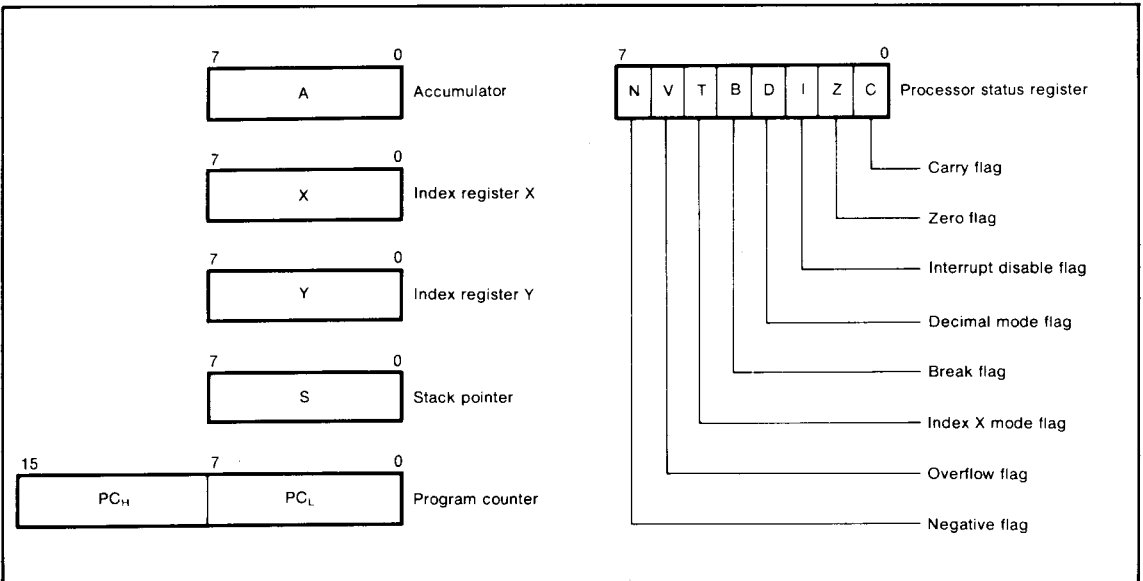 7 0
A Accumulator
7 0
X Index register X
7 0
Y Index register Y
7 0
S Stack pointer
15 7 0
PCH PCL Program counter
7 0
N V T B D I Z C Processor status register
Carry flag
Zero flag
Interrupt disable flag
Decimal mode flag
Break flag
Index X mode flag
Overflow flag
Negative flag